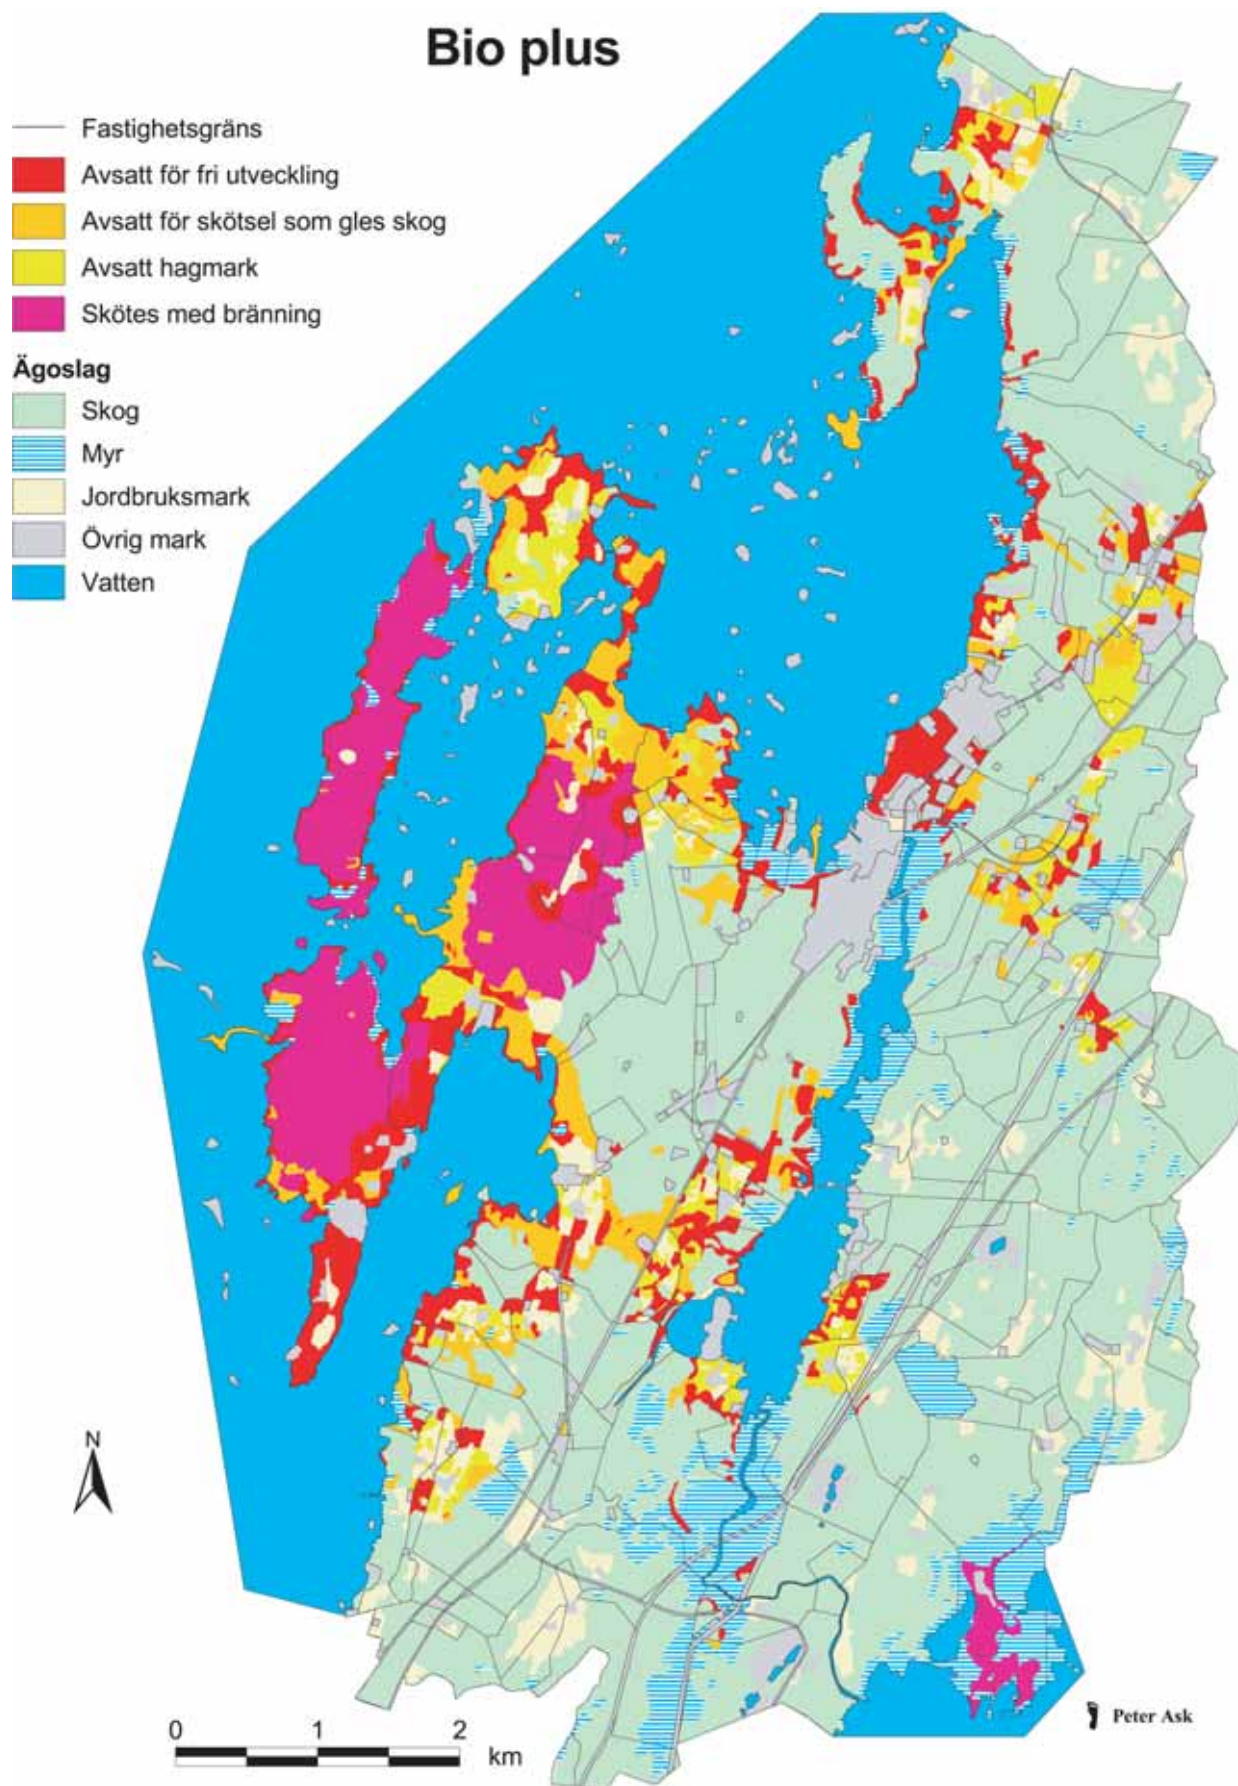 Bio plus
Fastighetsgräns
Avsatt för fri utveckling
Avsatt för skötsel som gles skog
Avsatt hagmark
Skötes med bränning
Ägoslag
Skog
Myr
Jordbruksmark
Övrig mark
Vatten
N
0 1 2
km
Peter Ask